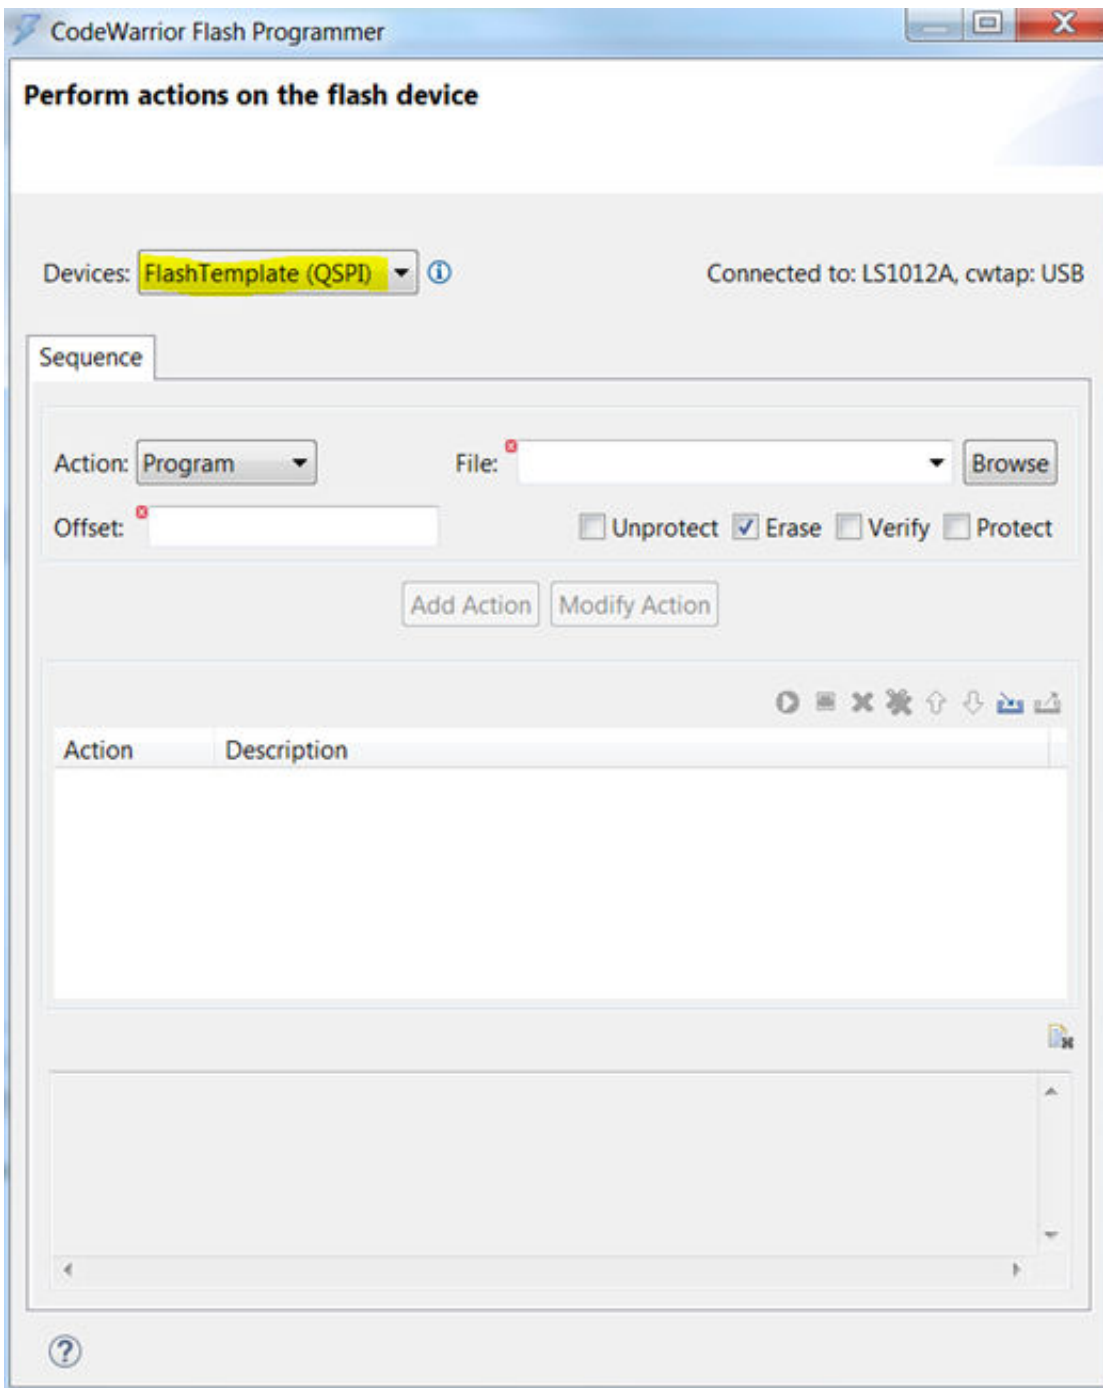 CodeWarrior Flash Programmer
Perform actions on the flash device
Devices: FlashTemplate (QSPI) Connected to: LS1012A, cwtap: USB
Sequence
Action: Program File: Browse
Offset: Unprotect Erase Verify Protect
Add Action Modify Action
Action Description